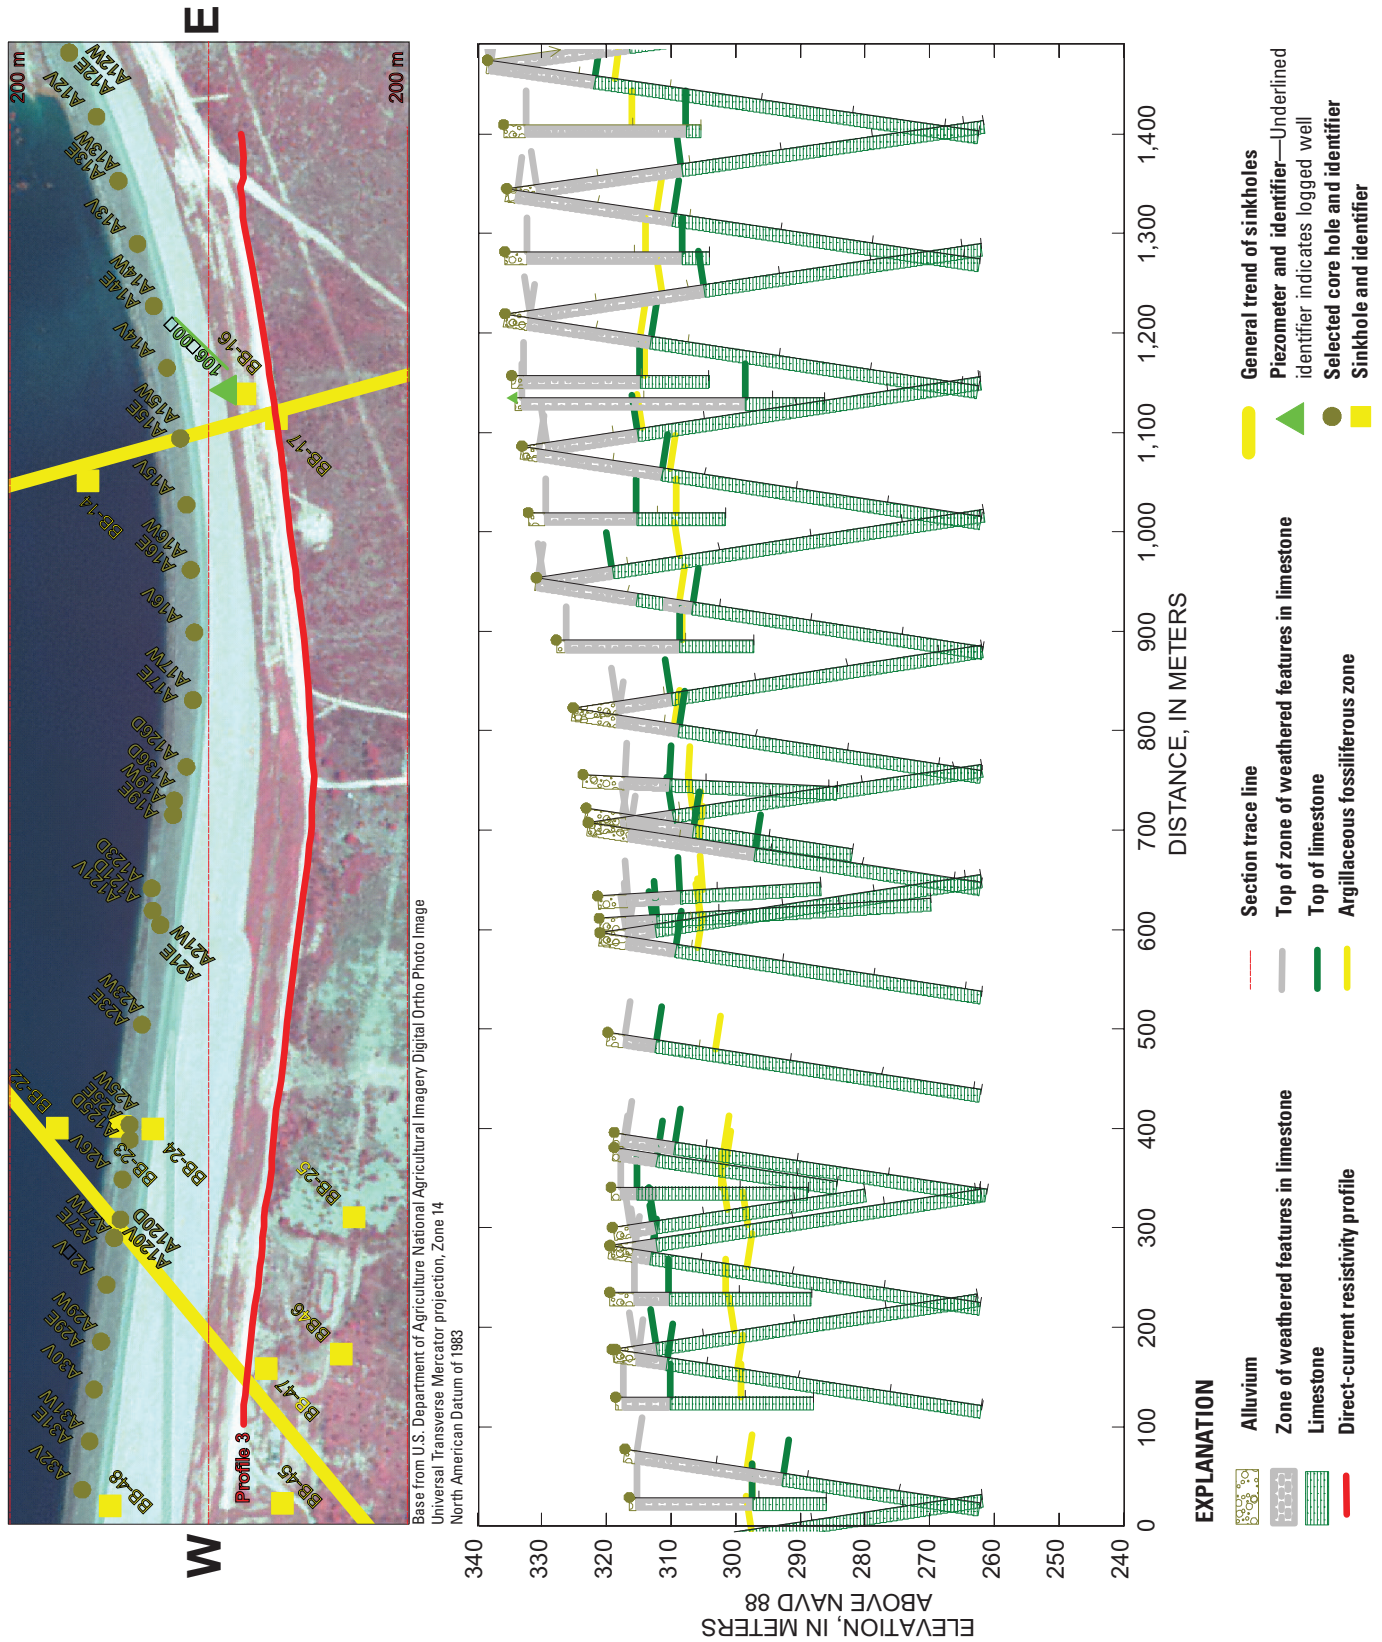 W
E
200 m
200 m
A32V
A31E
A31W
A30V
A29E
A29W
A27E
A27W
A120V
A120D
A26V
A125D
A25E
A25W
A23E
A23W
A21E
A21W
A121V
A121D
A123D
A19E
A19W
A136D
A126D
A17E
A17W
A16V
A16E
A16W
A15V
A15E
A15W
A14V
A14E
A14W
A13V
A13E
A13W
A12V
A12E
A12W
BB-48
BB-45
BB-47
BB46
BB-25
BB-24
BB-23
BB-22
BB-14
BB-17
BB-16
Profile 3
Base from U.S. Department of Agriculture National Agricultural Imagery Digital Ortho Photo Image
Universal Transverse Mercator projection, Zone 14
North American Datum of 1983
ELEVATION, IN METERS
ABOVE NAVD 88
340
330
320
310
300
290
280
270
260
250
240
0
100
200
300
400
500
600
700
800
900
1,000
1,100
1,200
1,300
1,400
DISTANCE, IN METERS
EXPLANATION
Alluvium
Zone of weathered features in limestone
Limestone
Direct-current resistivity profile
Section trace line
Top of zone of weathered features in limestone
Top of limestone
Argillaceous fossiliferous zone
General trend of sinkholes
Piezometer and identifier—Underlined
identifier indicates logged well
Selected core hole and identifier
Sinkhole and identifier